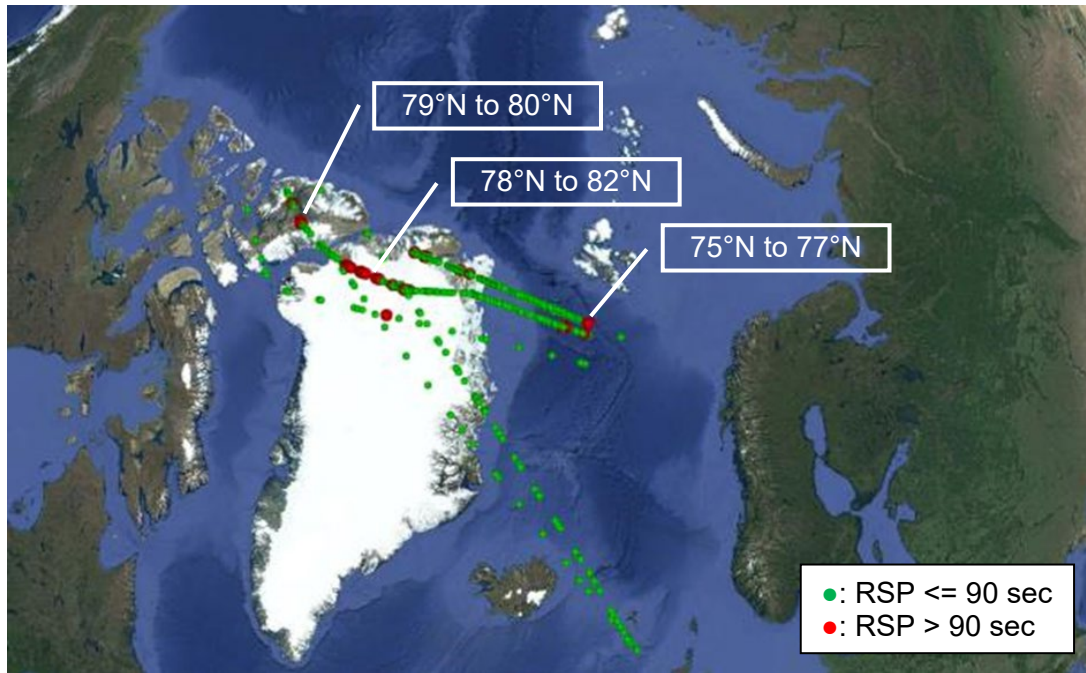 79°N to 80°N
78°N to 82°N
75°N to 77°N
●: RSP <= 90 sec
●: RSP > 90 sec